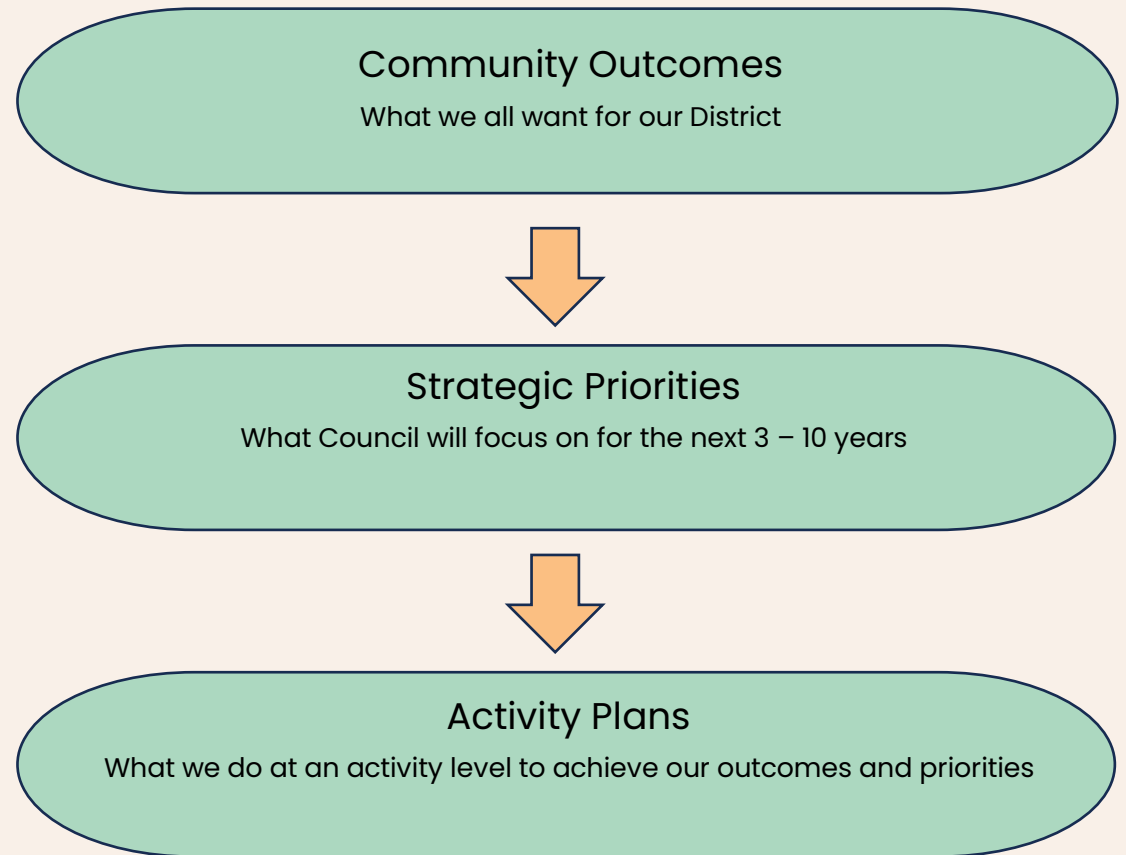 Community Outcomes
What we all want for our District
Strategic Priorities
What Council will focus on for the next 3 – 10 years
Activity Plans
What we do at an activity level to achieve our outcomes and priorities